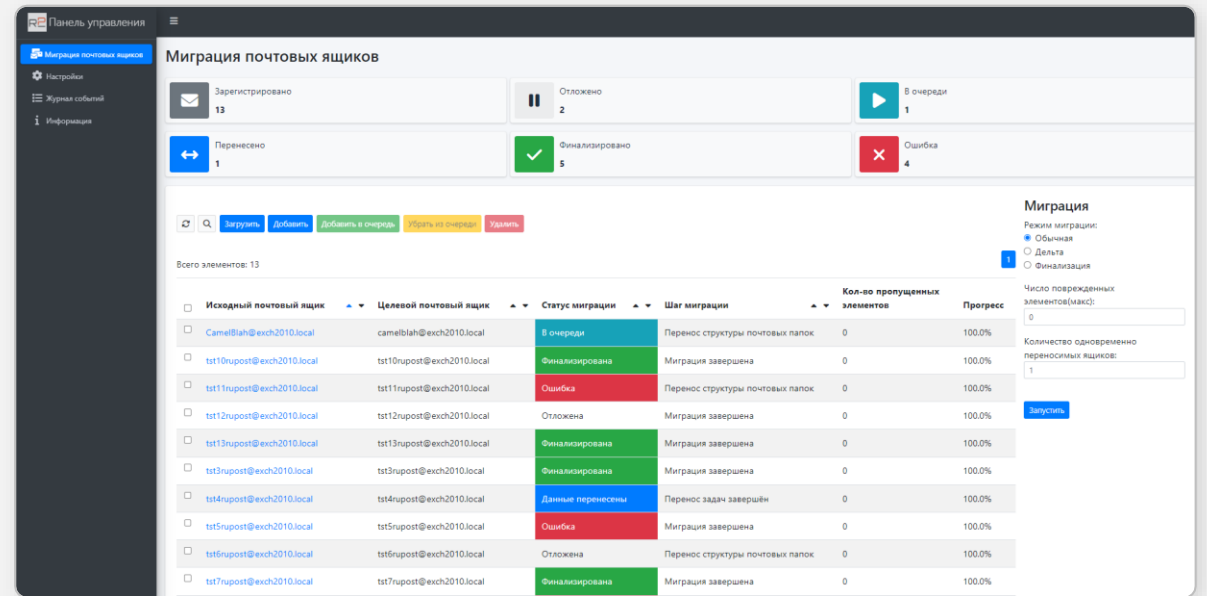 RP Панель управления
Миграция почтовых ящиков
Настройки
Журнал событий
Информация
Миграция почтовых ящиков
Зарегистрировано
13
Отложено
2
В очереди
1
Перенесено
1
Финализировано
5
Ошибка
4
Загрузить Добавить Добавить в очередь Убрать из очереди Удалить
Всего элементов: 13
1
Исходный почтовый ящик Целевой почтовый ящик Статус миграции Шаг миграции Кол-во пропущенных элементов Прогресс
CamelBlah@exch2010.local camelblah@exch2010.local В очереди Перенос структуры почтовых папок 0 100.0%
tst10rupost@exch2010.local tst10rupost@exch2010.local Финализирована Миграция завершена 0 100.0%
tst11rupost@exch2010.local tst11rupost@exch2010.local Ошибка Перенос структуры почтовых папок 0 100.0%
tst12rupost@exch2010.local tst12rupost@exch2010.local Отложена Миграция завершена 0 100.0%
tst13rupost@exch2010.local tst13rupost@exch2010.local Финализирована Миграция завершена 0 100.0%
tst3rupost@exch2010.local tst3rupost@exch2010.local Финализирована Миграция завершена 0 100.0%
tst4rupost@exch2010.local tst4rupost@exch2010.local Данные перенесены Перенос задач завершён 0 100.0%
tst5rupost@exch2010.local tst5rupost@exch2010.local Ошибка Миграция завершена 0 100.0%
tst6rupost@exch2010.local tst6rupost@exch2010.local Отложена Перенос структуры почтовых папок 0 100.0%
tst7rupost@exch2010.local tst7rupost@exch2010.local Финализирована Миграция завершена 0 100.0%
Миграция
Режим миграции:
Обычная
Дельта
Финализация
Число поврежденных
элементов(макс):
0
Количество одновременно
переносимых ящиков:
1
Запустить